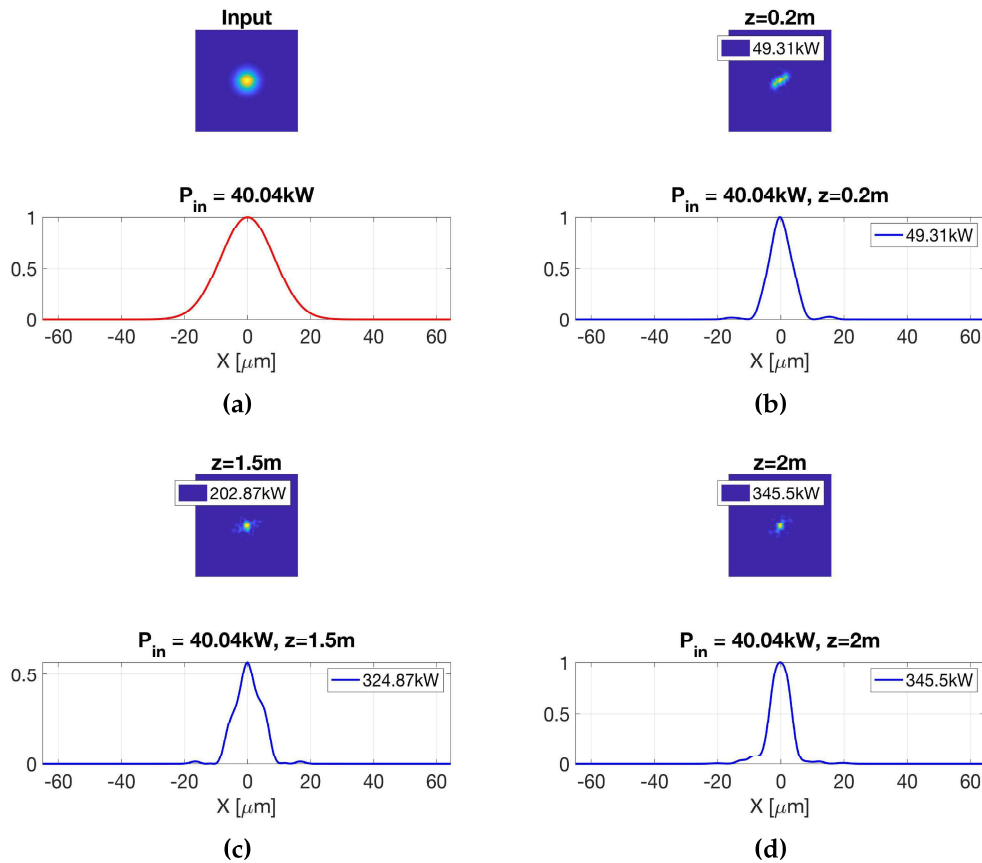 Input
P_in = 40.04kW
1
0.5
0
-60 -40 -20 0 20 40 60
X [μm]
(a)
z=0.2m
49.31kW
P_in = 40.04kW, z=0.2m
1
49.31kW
0.5
0
-60 -40 -20 0 20 40 60
X [μm]
(b)
z=1.5m
202.87kW
P_in = 40.04kW, z=1.5m
0.5
324.87kW
0
-60 -40 -20 0 20 40 60
X [μm]
(c)
z=2m
345.5kW
P_in = 40.04kW, z=2m
1
345.5kW
0.5
0
-60 -40 -20 0 20 40 60
X [μm]
(d)